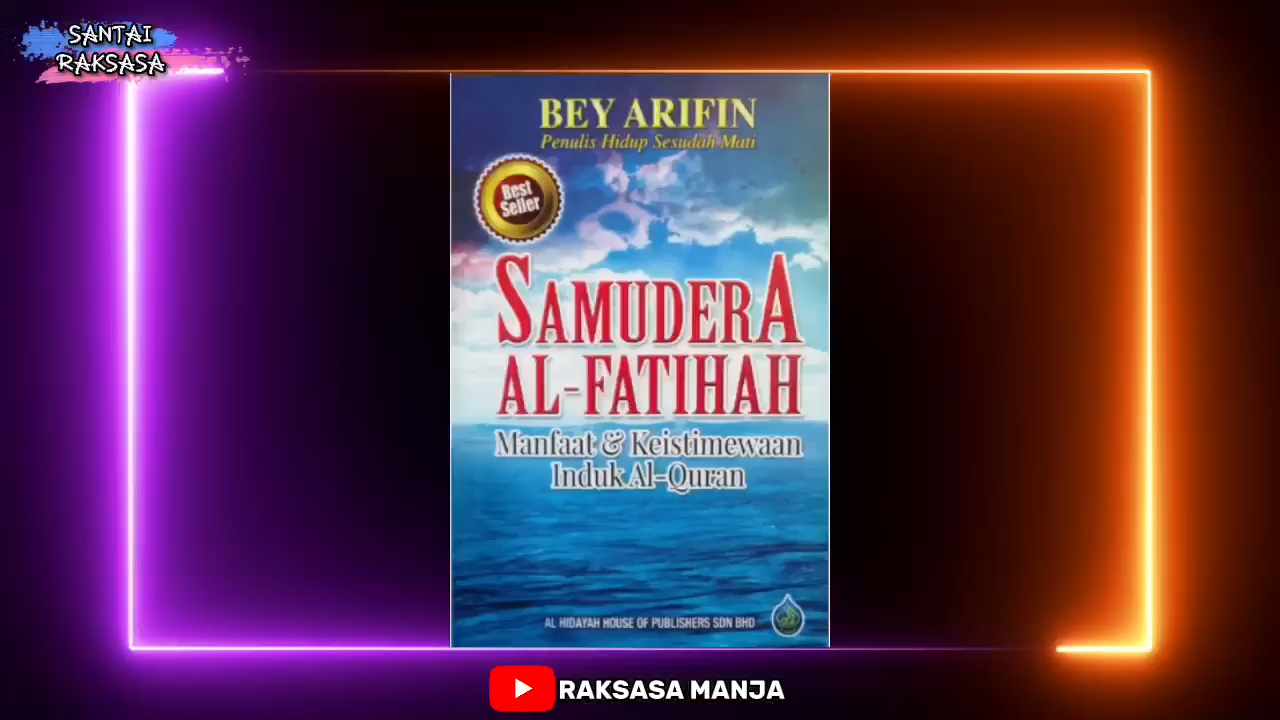 SANTAI
RAKSASA
BEY ARIFIN
Penulis Hidup Sesudah Mati
Best
Seller
SAMUDERA
AL-FATIHAH
Manfaat & Keistimewaan
Induk Al-Quran
AL HIDAYAH HOUSE OF PUBLISHERS SDN BHD
RAKSASA MANJA